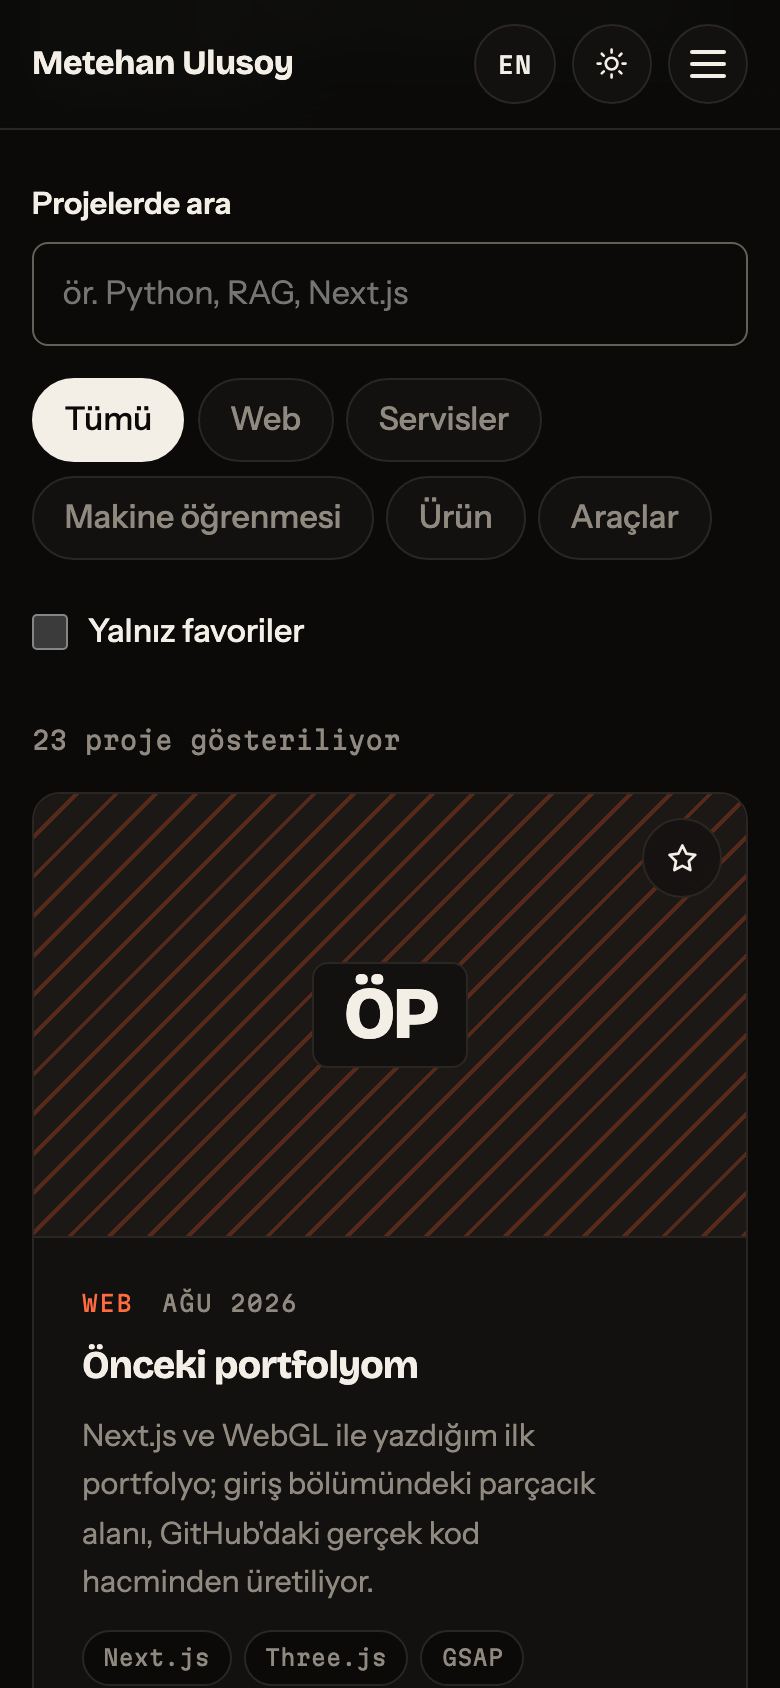 Metehan Ulusoy EN
Projelerde ara
ör. Python, RAG, Next.js
Tümü Web Servisler
Makine öğrenmesi Ürün Araçlar
Yalnız favoriler
23 proje gösteriliyor
ÖP
WEB AĞU 2026
Önceki portfolyom
Next.js ve WebGL ile yazdığım ilk
portfolyo; giriş bölümündeki parçacık
alanı, GitHub'daki gerçek kod
hacminden üretiliyor.
Next.js Three.js GSAP